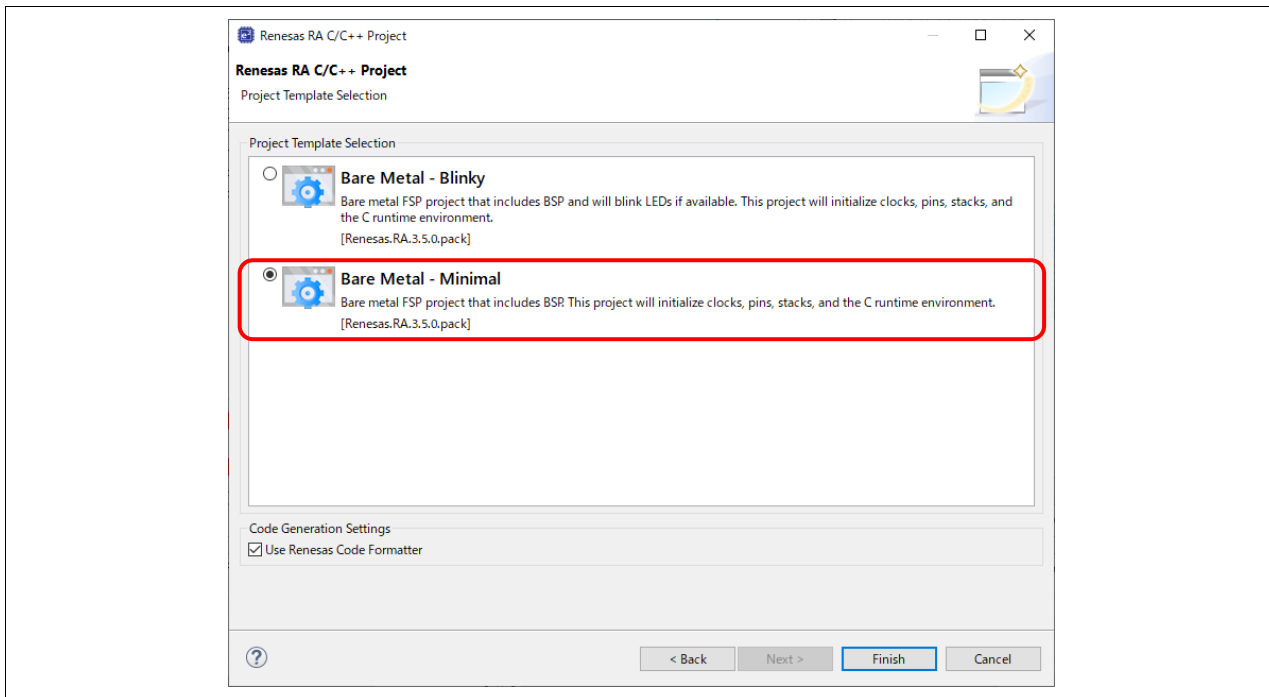 Renesas RA C/C++ Project
Renesas RA C/C++ Project
Project Template Selection
Project Template Selection
Bare Metal - Blinky
Bare metal FSP project that includes BSP and will blink LEDs if available. This project will initialize clocks, pins, stacks, and
the C runtime environment.
[Renesas.RA.3.5.0.pack]
Bare Metal - Minimal
Bare metal FSP project that includes BSP. This project will initialize clocks, pins, stacks, and the C runtime environment.
[Renesas.RA.3.5.0.pack]
Code Generation Settings
Use Renesas Code Formatter
? < Back Next > Finish Cancel